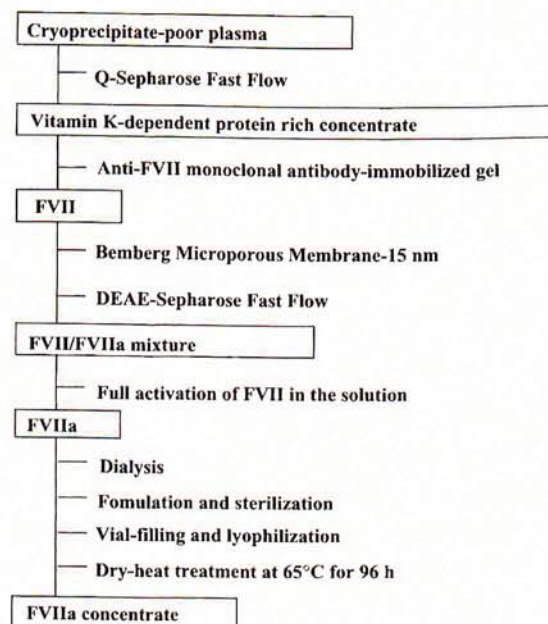 Cryoprecipitate-poor plasma
Q-Sepharose Fast Flow
Vitamin K-dependent protein rich concentrate
Anti-FVII monoclonal antibody-immobilized gel
FVII
Bemberg Microporous Membrane-15 nm
DEAE-Sepharose Fast Flow
FVII/FVIIa mixture
Full activation of FVII in the solution
FVIIa
Dialysis
Fomulation and sterilization
Vial-filling and lyophilization
Dry-heat treatment at 65°C for 96 h
FVIIa concentrate